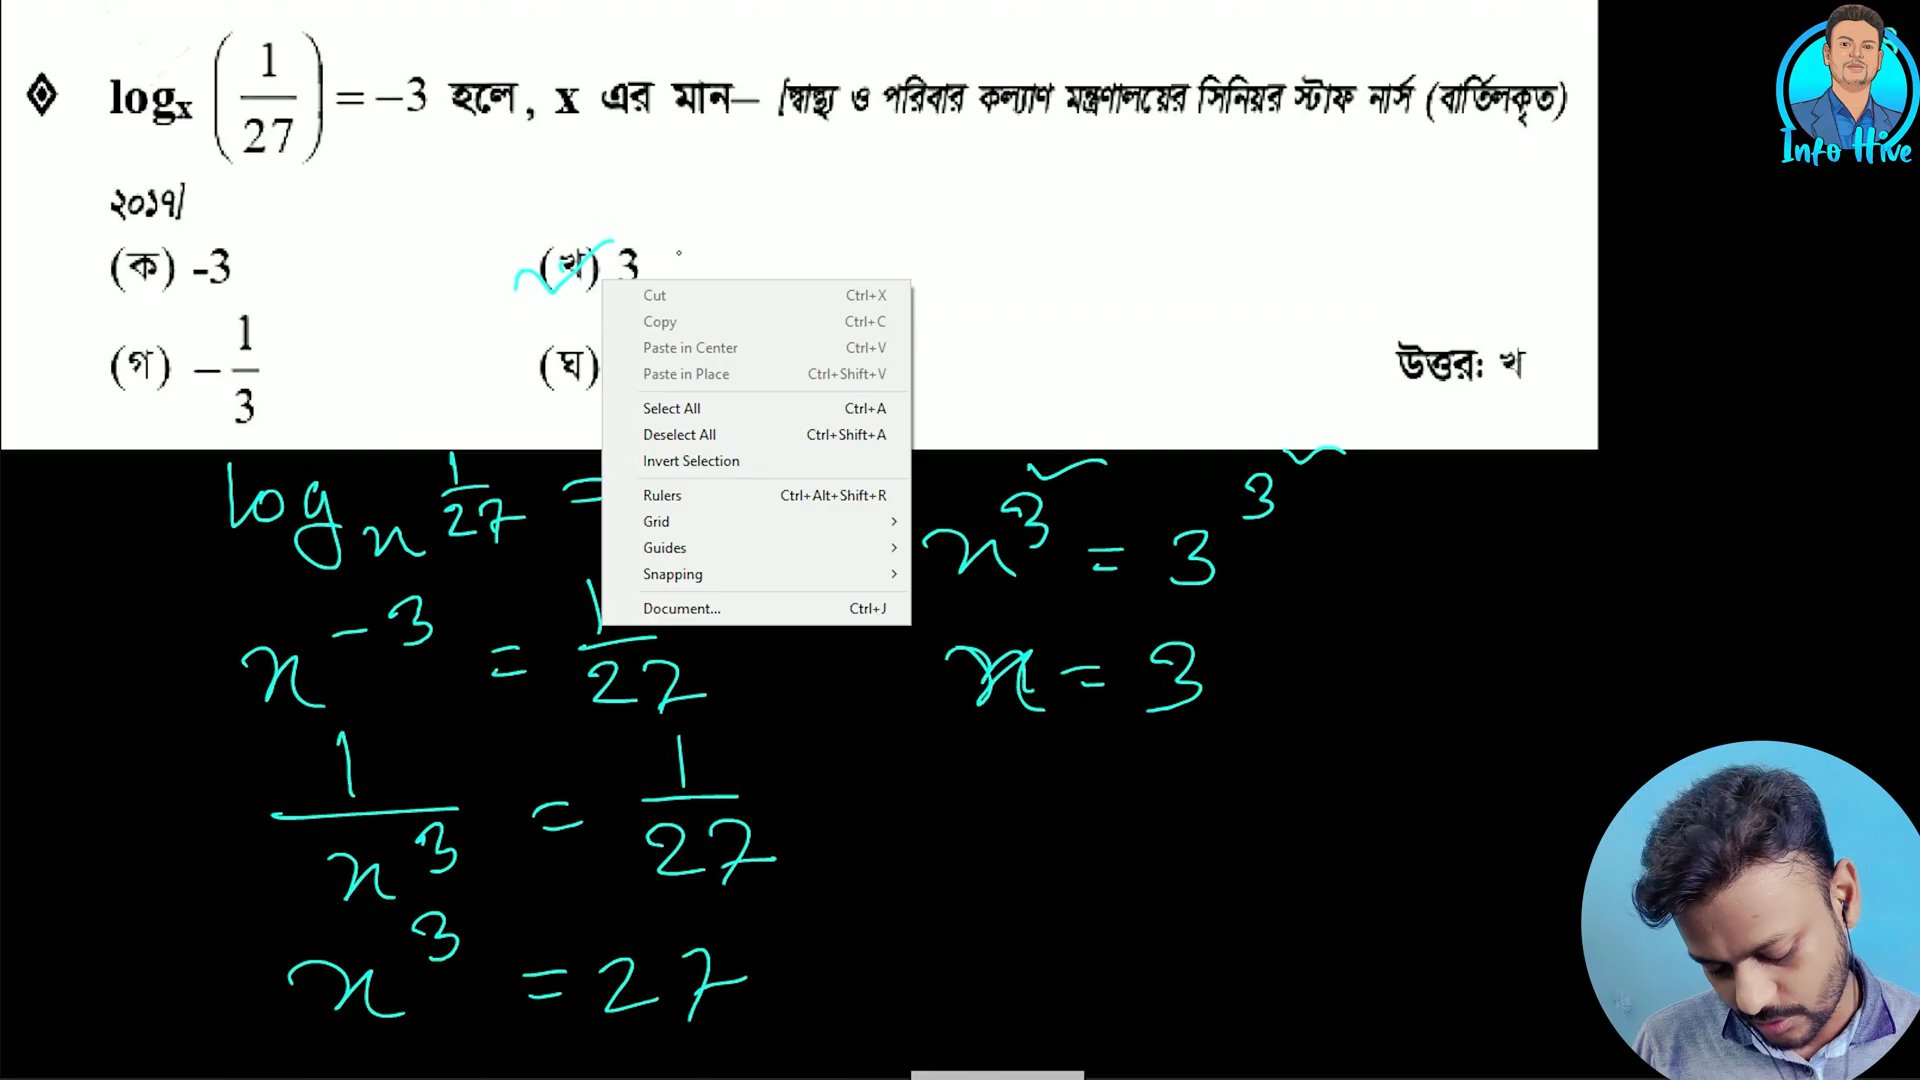 log_x (1/27) = -3 হলে, x এর মান– [স্বাস্থ্য ও পরিবার কল্যাণ মন্ত্রণালয়ের সিনিয়র স্টাফ নার্স (বার্তিলকৃত)
২০১৭]
(ক) -3 (খ) 3
(গ) - 1/3 (ঘ)
উত্তর: খ
Info Hive
Cut Ctrl+X
Copy Ctrl+C
Paste in Center Ctrl+V
Paste in Place Ctrl+Shift+V
Select All Ctrl+A
Deselect All Ctrl+Shift+A
Invert Selection
Rulers Ctrl+Alt+Shift+R
Grid
Guides
Snapping
Document... Ctrl+J
log_x 1/27 =
x^-3 = 1/27
1/x^3 = 1/27
x^3 = 27
x^3 = 3^3
x = 3